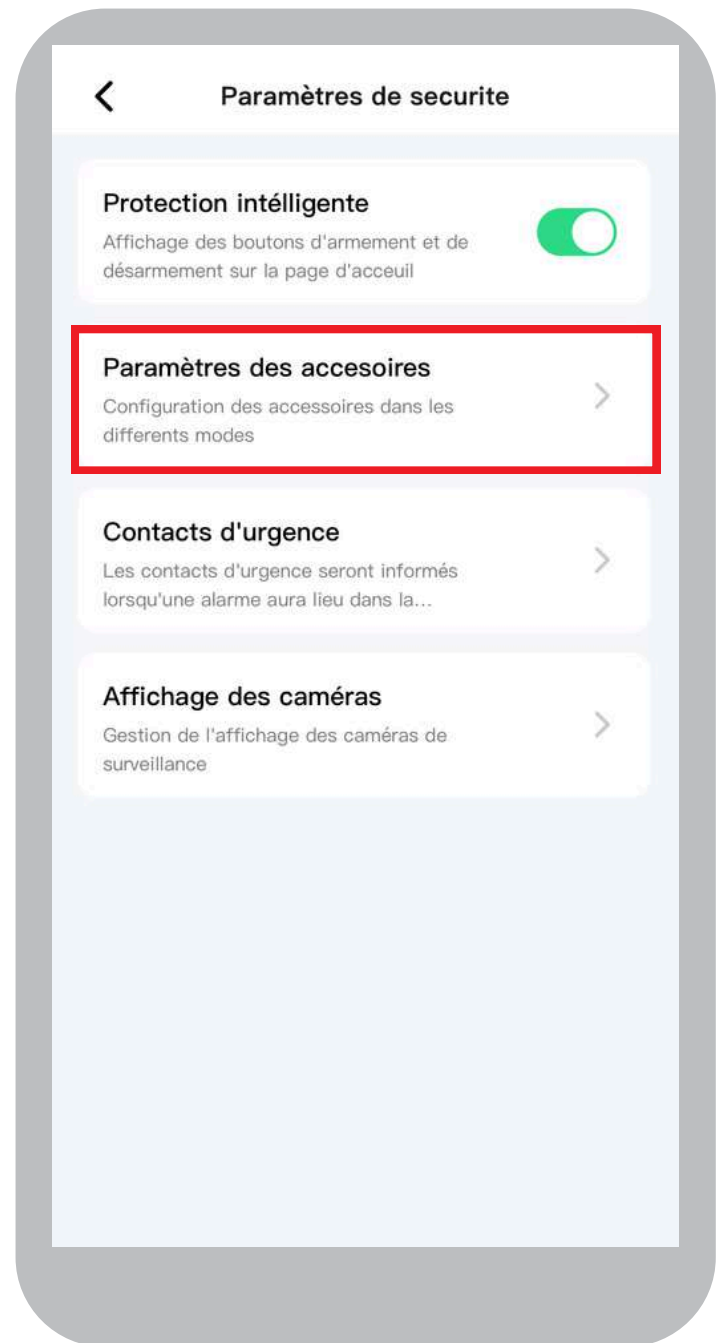 Paramètres de securite
Protection intélligente
Affichage des boutons d'armement et de
désarmement sur la page d'acceuil
Paramètres des accesoires
Configuration des accessoires dans les
differents modes
Contacts d'urgence
Les contacts d'urgence seront informés
lorsqu'une alarme aura lieu dans la...
Affichage des caméras
Gestion de l'affichage des caméras de
surveillance